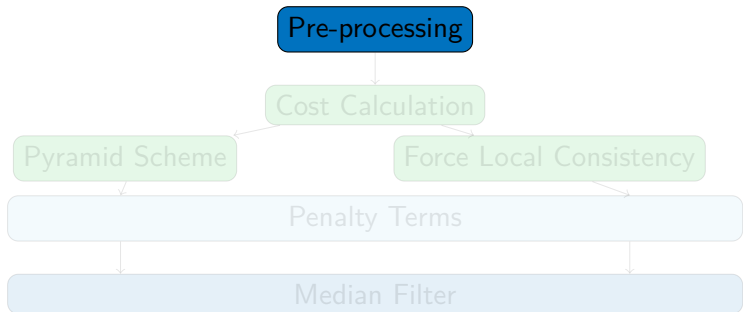 Pre-processing
Cost Calculation
Pyramid Scheme
Force Local Consistency
Penalty Terms
Median Filter